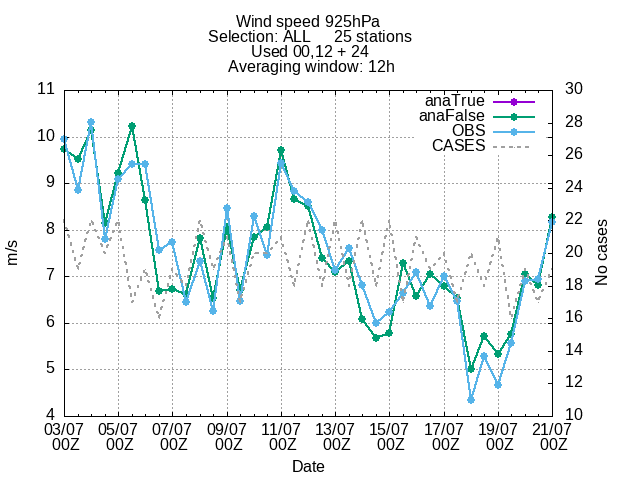 Wind speed 925hPa
Selection: ALL 25 stations
Used 00,12 + 24
Averaging window: 12h
anaTrue
anaFalse
OBS
CASES
m/s
11
10
9
8
7
6
5
4
30
28
26
24
22
20
18
16
14
12
10
No cases
03/07 05/07 07/07 09/07 11/07 13/07 15/07 17/07 19/07 21/07
00Z 00Z 00Z 00Z 00Z 00Z 00Z 00Z 00Z 00Z
Date